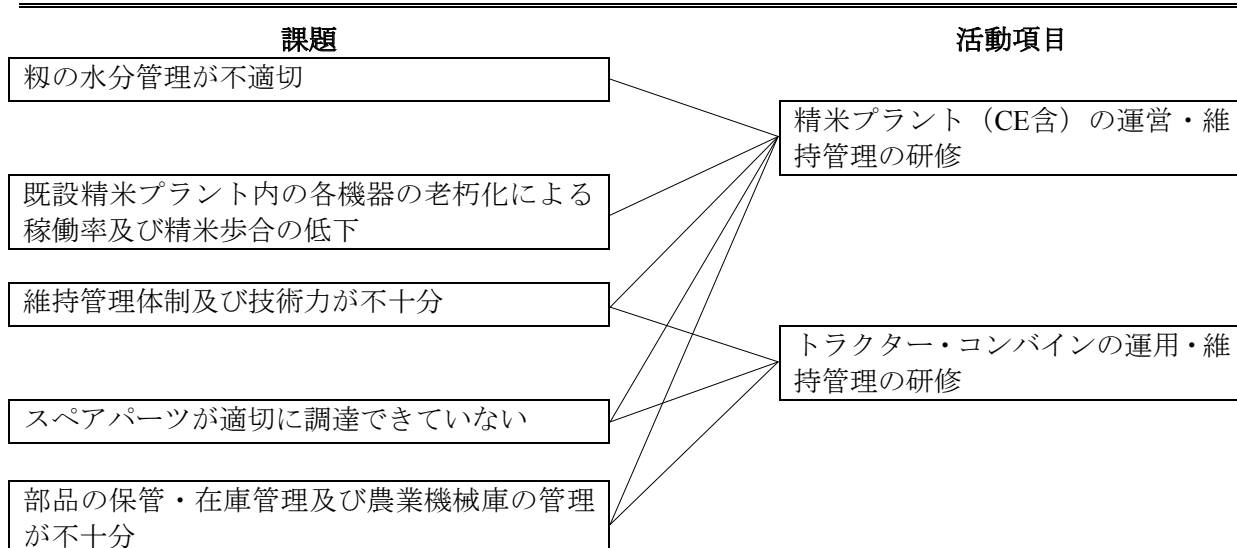 課題
籾の水分管理が不適切
既設精米プラント内の各機器の老朽化による
稼働率及び精米歩合の低下
維持管理体制及び技術力が不十分
スペアパーツが適切に調達できていない
部品の保管・在庫管理及び農業機械庫の管理
が不十分
活動項目
精米プラント（CE含）の運営・維
持管理の研修
トラクター・コンバインの運用・維
持管理の研修